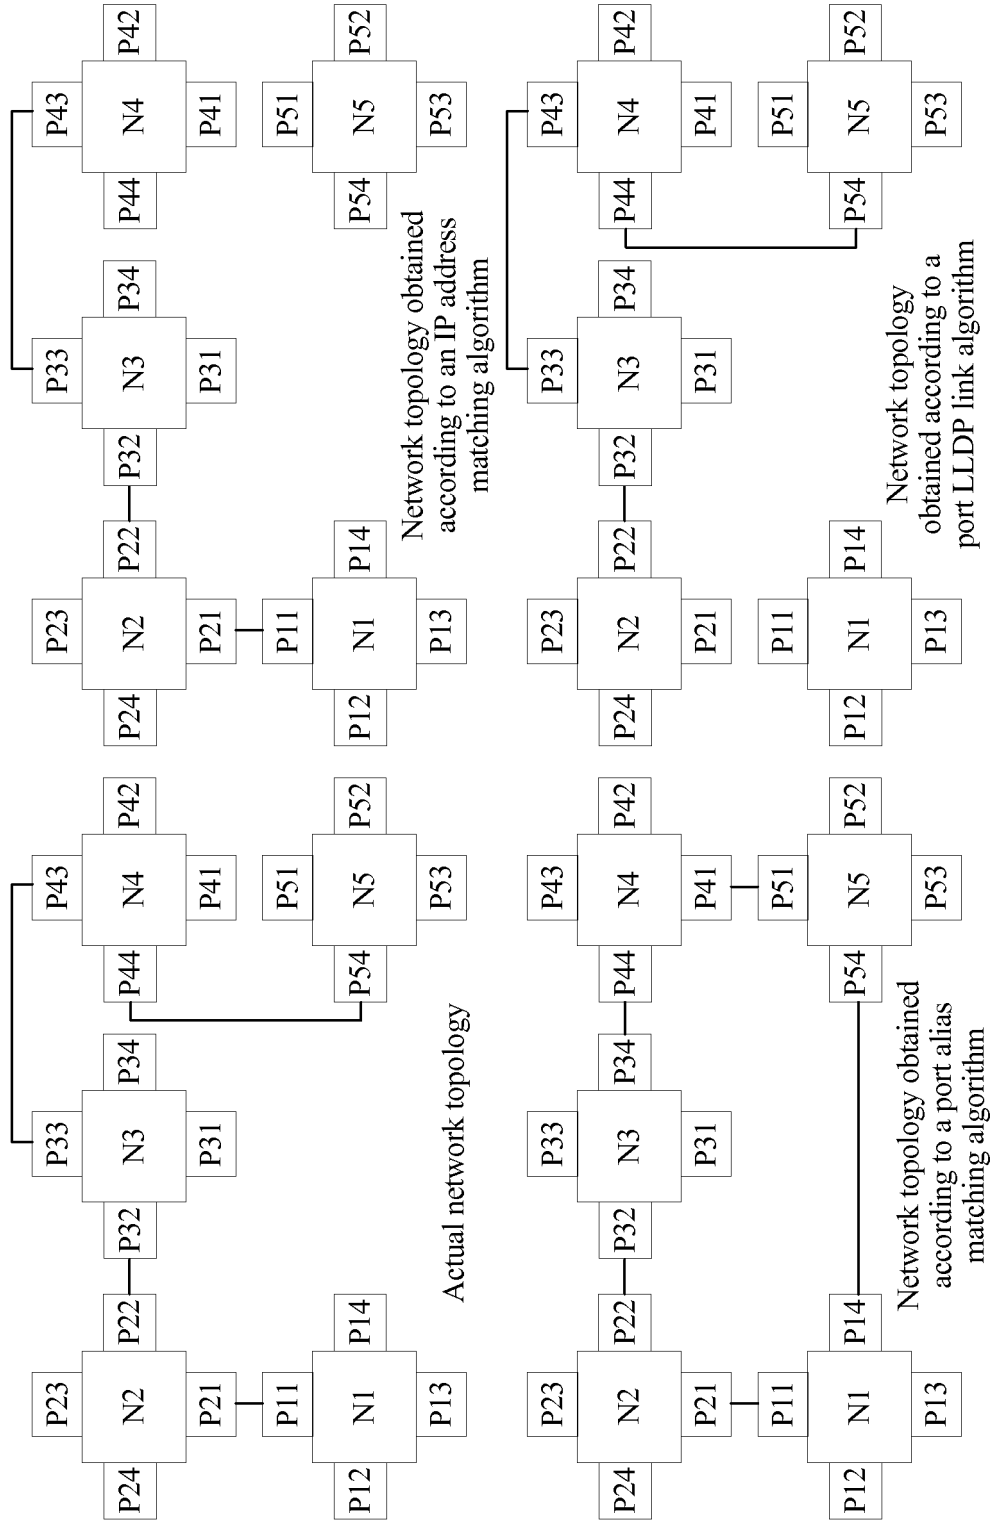 P23
P33
P43
P24
N2
P22
P32
N3
P34
P44
N4
P42
P21
P31
P41
P11
P51
P12
N1
P14
P54
N5
P52
P13
P53
Actual network topology
P23
P33
P43
P24
N2
P22
P32
N3
P34
P44
N4
P42
P21
P31
P41
P11
P51
P12
N1
P14
P54
N5
P52
P13
P53
Network topology obtained
according to an IP address
matching algorithm
P23
P33
P43
P24
N2
P22
P32
N3
P34
P44
N4
P42
P21
P31
P41
P11
P51
P12
N1
P14
P54
N5
P52
P13
P53
Network topology obtained
according to a port alias
matching algorithm
P23
P33
P43
P24
N2
P22
P32
N3
P34
P44
N4
P42
P21
P31
P41
P11
P51
P12
N1
P14
P54
N5
P52
P13
P53
Network topology
obtained according to a
port LLDP link algorithm